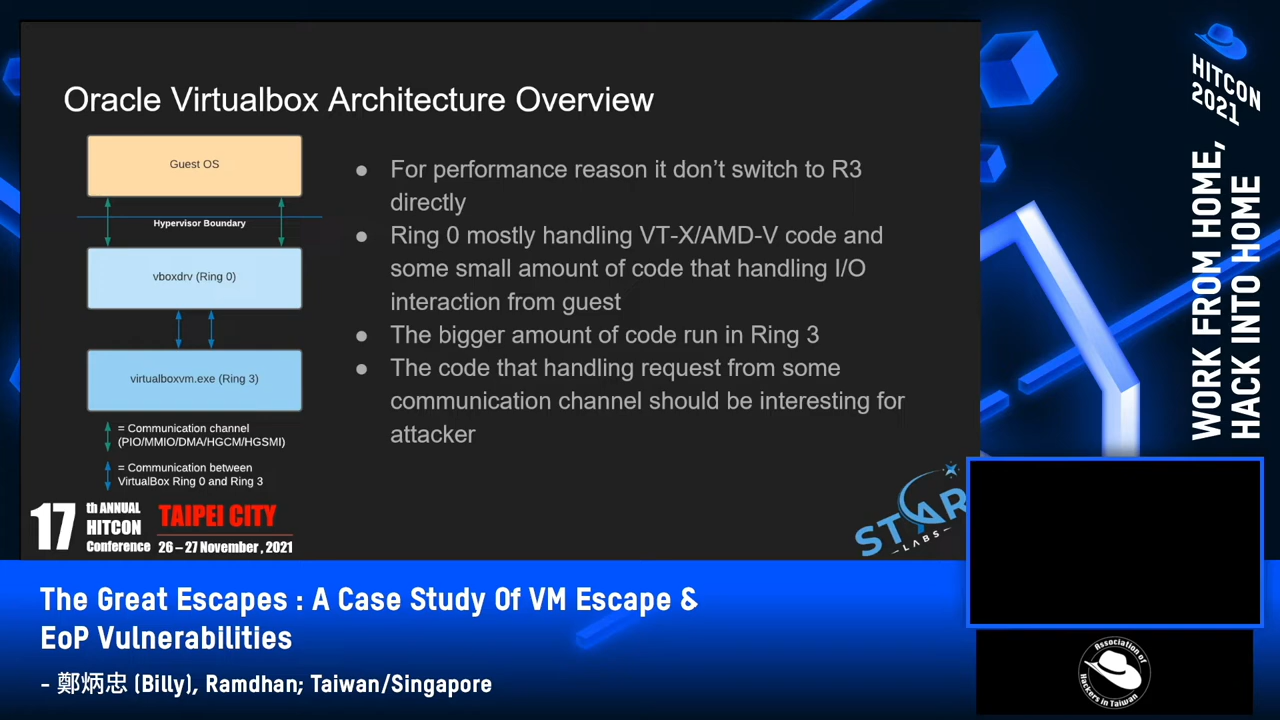 Oracle Virtualbox Architecture Overview
Guest OS
Hypervisor Boundary
vboxdrv (Ring 0)
virtualboxvm.exe (Ring 3)
= Communication channel
(PIO/MMIO/DMA/HGCM/HGSMI)
= Communication between
VirtualBox Ring 0 and Ring 3
● For performance reason it don’t switch to R3
directly
● Ring 0 mostly handling VT-X/AMD-V code and
some small amount of code that handling I/O
interaction from guest
● The bigger amount of code run in Ring 3
● The code that handling request from some
communication channel should be interesting for
attacker
17
th ANNUAL
HITCON
Conference
TAIPEI CITY
26 – 27 November , 2021
STAR
LABS
HITCON
2021
WORK FROM HOME,
HACK INTO HOME
The Great Escapes : A Case Study Of VM Escape &
EoP Vulnerabilities
- 鄭炳忠 (Billy), Ramdhan; Taiwan/Singapore
Association of
Hackers in Taiwan